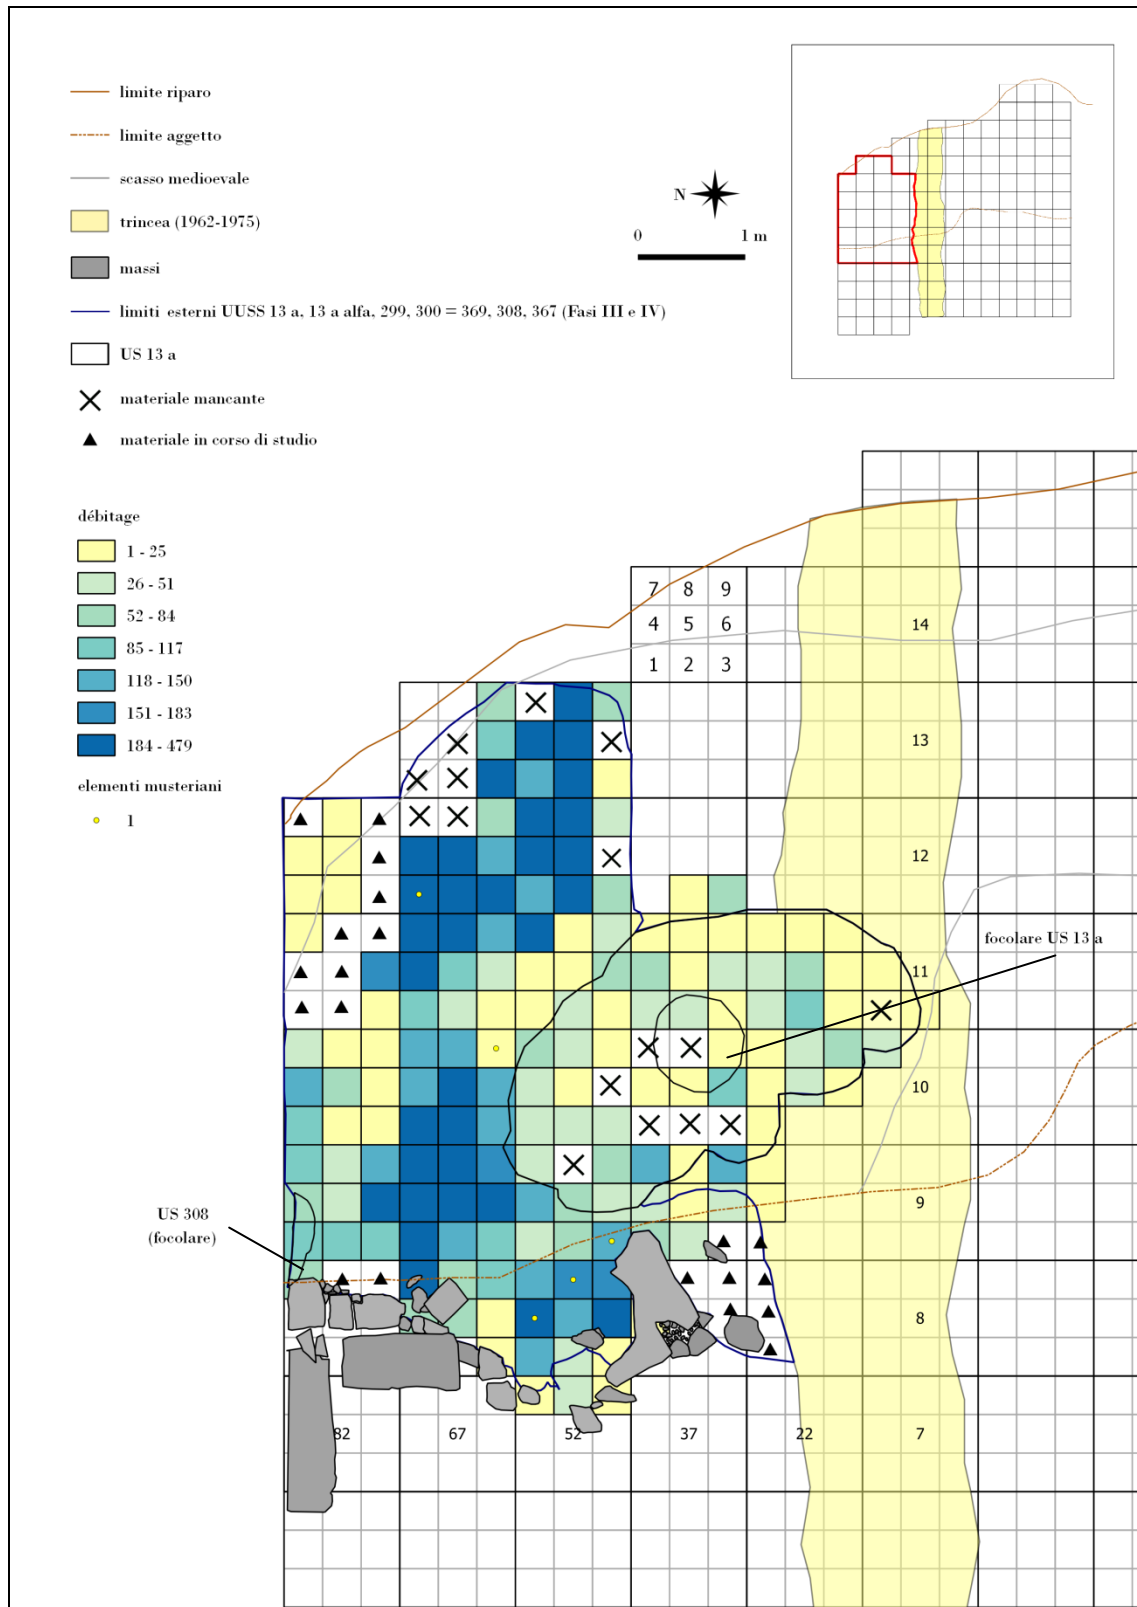 limite riparo
limite aggetto
scasso medioevale
trincea (1962-1975)
massi
limiti esterni UUSS 13 a, 13 a alfa, 299, 300 = 369, 308, 367 (Fasi III e IV)
US 13 a
materiale mancante
materiale in corso di studio
N
0 1 m
débitage
1 - 25
26 - 51
52 - 84
85 - 117
118 - 150
151 - 183
184 - 479
elementi musteriani
1
7 8 9
4 5 6
1 2 3
14
13
12
focolare US 13 a
11
10
9
US 308
(focolare)
8
82 67 52 37 22 7